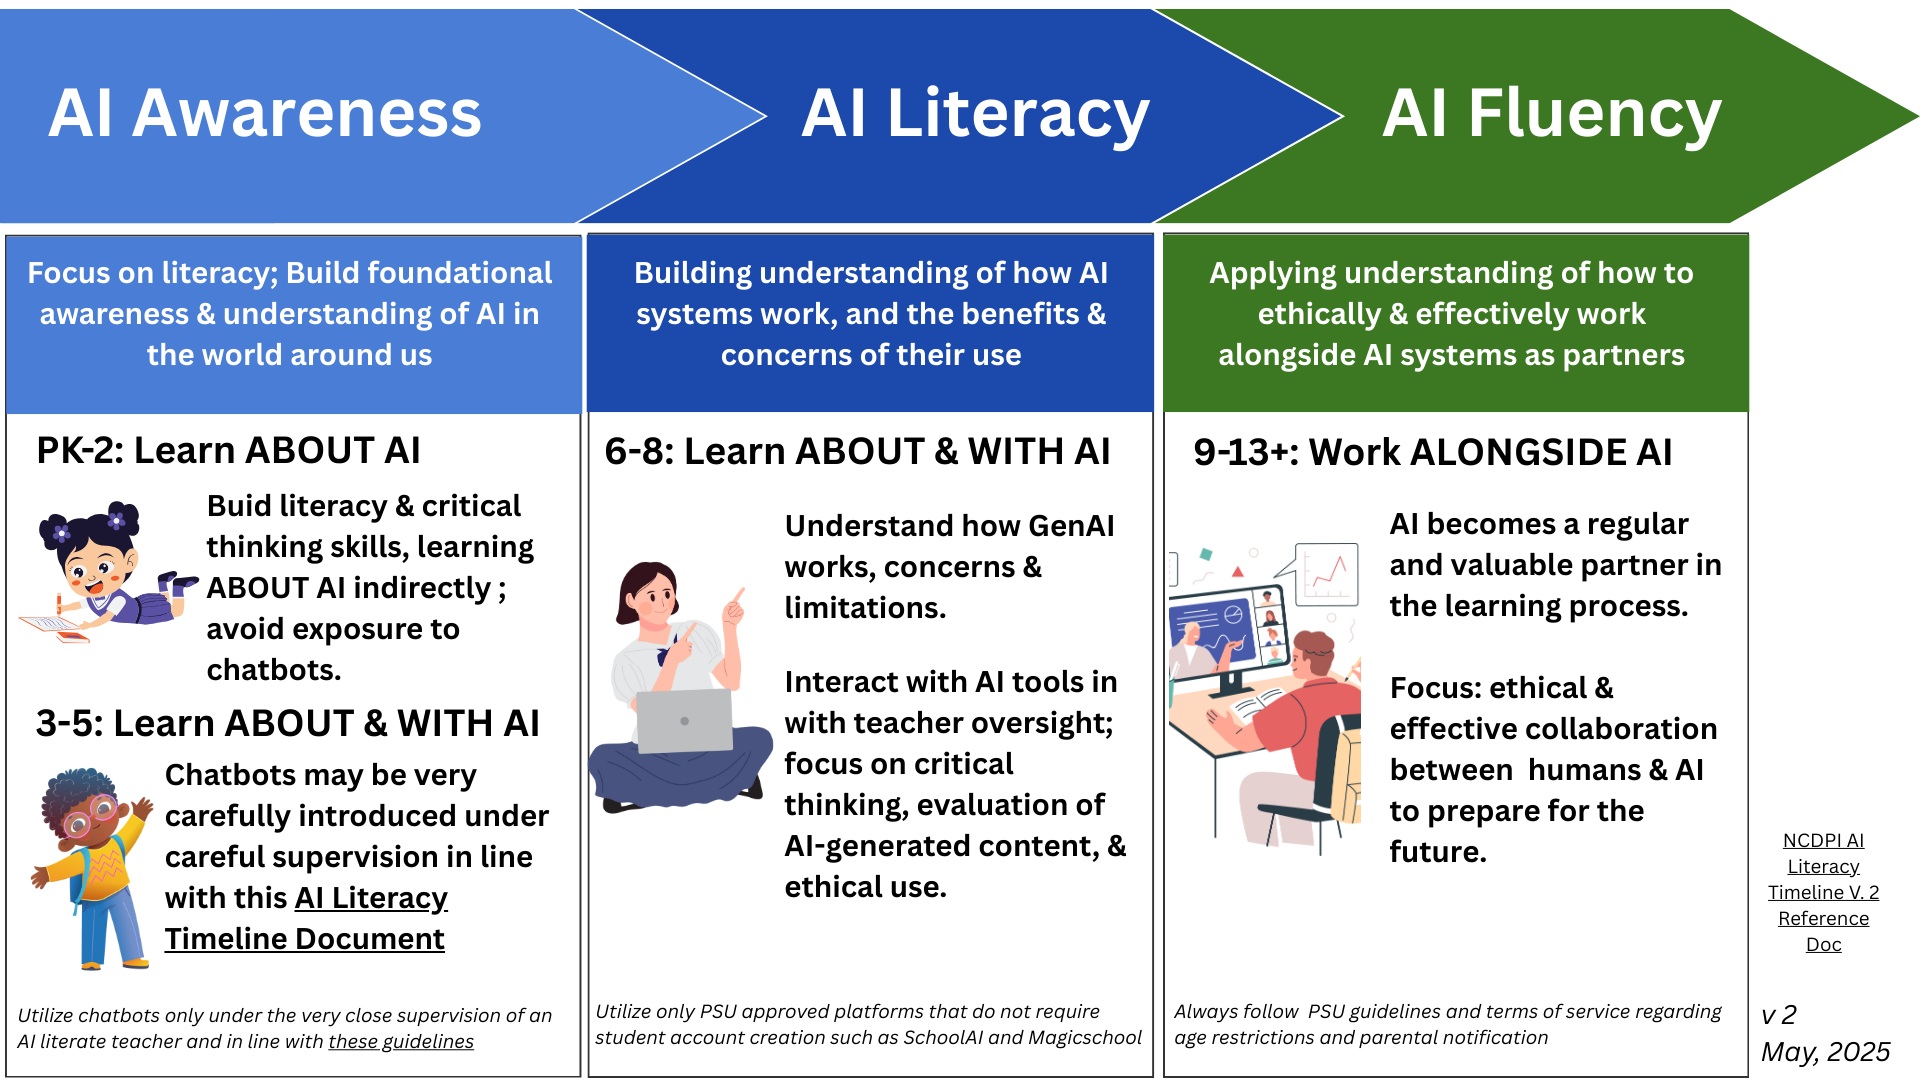 AI Awareness
AI Literacy
AI Fluency
Focus on literacy; Build foundational
awareness & understanding of AI in
the world around us
PK-2: Learn ABOUT AI
Buid literacy & critical
thinking skills, learning
ABOUT AI indirectly ;
avoid exposure to
chatbots.
3-5: Learn ABOUT & WITH AI
Chatbots may be very
carefully introduced under
careful supervision in line
with this AI Literacy
Timeline Document
Utilize chatbots only under the very close supervision of an
AI literate teacher and in line with these guidelines
Building understanding of how AI
systems work, and the benefits &
concerns of their use
6-8: Learn ABOUT & WITH AI
Understand how GenAI
works, concerns &
limitations.
Interact with AI tools in
with teacher oversight;
focus on critical
thinking, evaluation of
AI-generated content, &
ethical use.
Utilize only PSU approved platforms that do not require
student account creation such as SchoolAI and Magicschool
Applying understanding of how to
ethically & effectively work
alongside AI systems as partners
9-13+: Work ALONGSIDE AI
AI becomes a regular
and valuable partner in
the learning process.
Focus: ethical &
effective collaboration
between humans & AI
to prepare for the
future.
Always follow PSU guidelines and terms of service regarding
age restrictions and parental notification
NCDPI AI
Literacy
Timeline V. 2
Reference
Doc
v 2
May, 2025